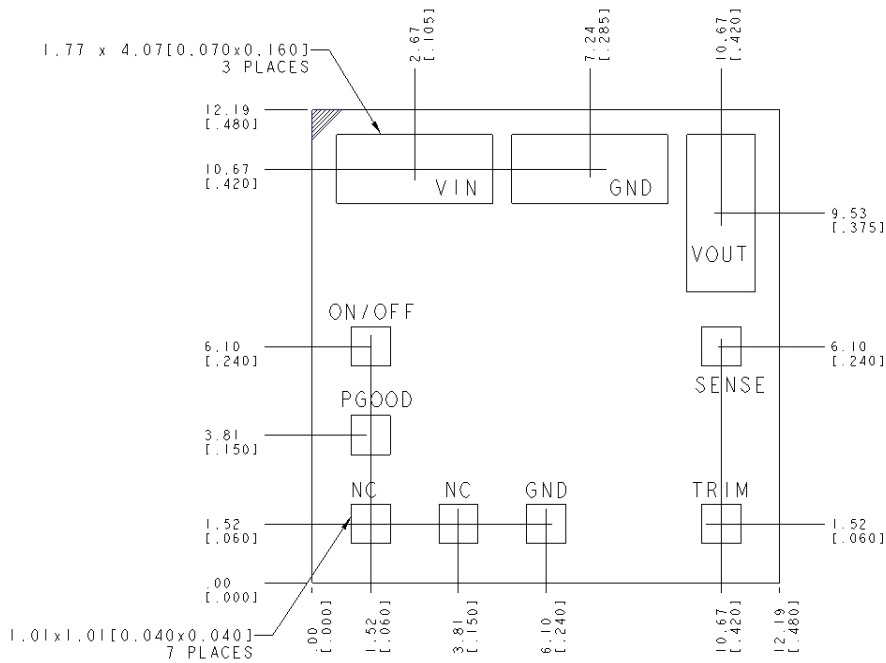 2.67
[.105]
7.24
[.285]
10.67
[.420]
1.77 x 4.07[0.070x0.160]
3 PLACES
12.19
[.480]
10.67
[.420]
VIN
GND
9.53
[.375]
VOUT
ON/OFF
6.10
[.240]
6.10
[.240]
SENSE
PGOOD
3.81
[.150]
NC
NC
GND
TRIM
1.52
[.060]
1.52
[.060]
.00
[.000]
1.01x1.01[0.040x0.040]
7 PLACES
.00
[.000]
1.52
[.060]
3.81
[.150]
6.10
[.240]
10.67
[.420]
12.19
[.480]